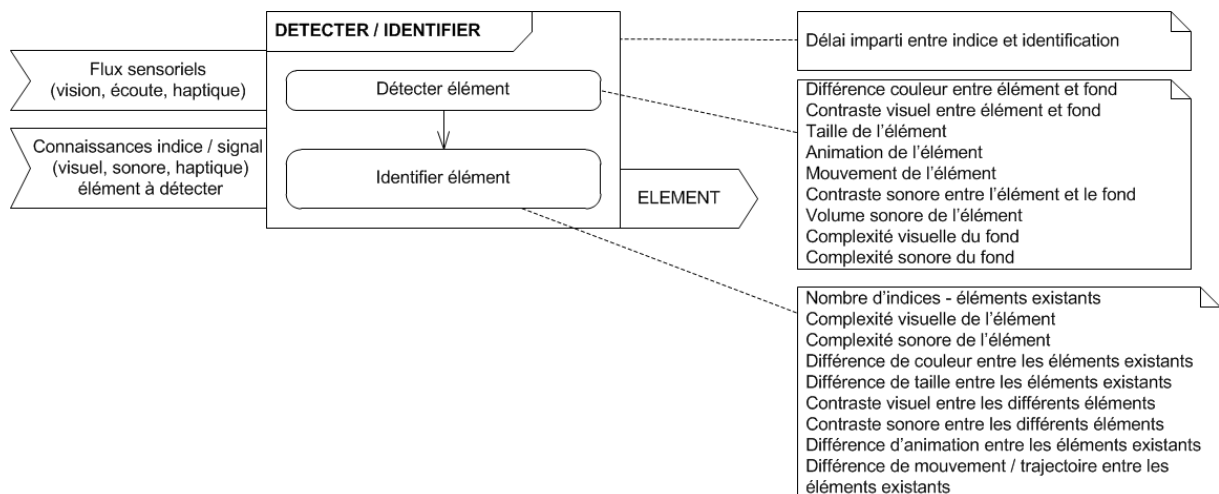 DETECTER / IDENTIFIER
Flux sensoriels
(vision, écoute, haptique)
Connaissances indice / signal
(visuel, sonore, haptique)
élément à détecter
Détecter élément
Identifier élément
ELEMENT
Délai imparti entre indice et identification
Différence couleur entre élément et fond
Contraste visuel entre élément et fond
Taille de l'élément
Animation de l'élément
Mouvement de l'élément
Contraste sonore entre l'élément et le fond
Volume sonore de l'élément
Complexité visuelle du fond
Complexité sonore du fond
Nombre d'indices - éléments existants
Complexité visuelle de l'élément
Complexité sonore de l'élément
Différence de couleur entre les éléments existants
Différence de taille entre les éléments existants
Contraste visuel entre les différents éléments
Contraste sonore entre les différents éléments
Différence d'animation entre les éléments existants
Différence de mouvement / trajectoire entre les
éléments existants